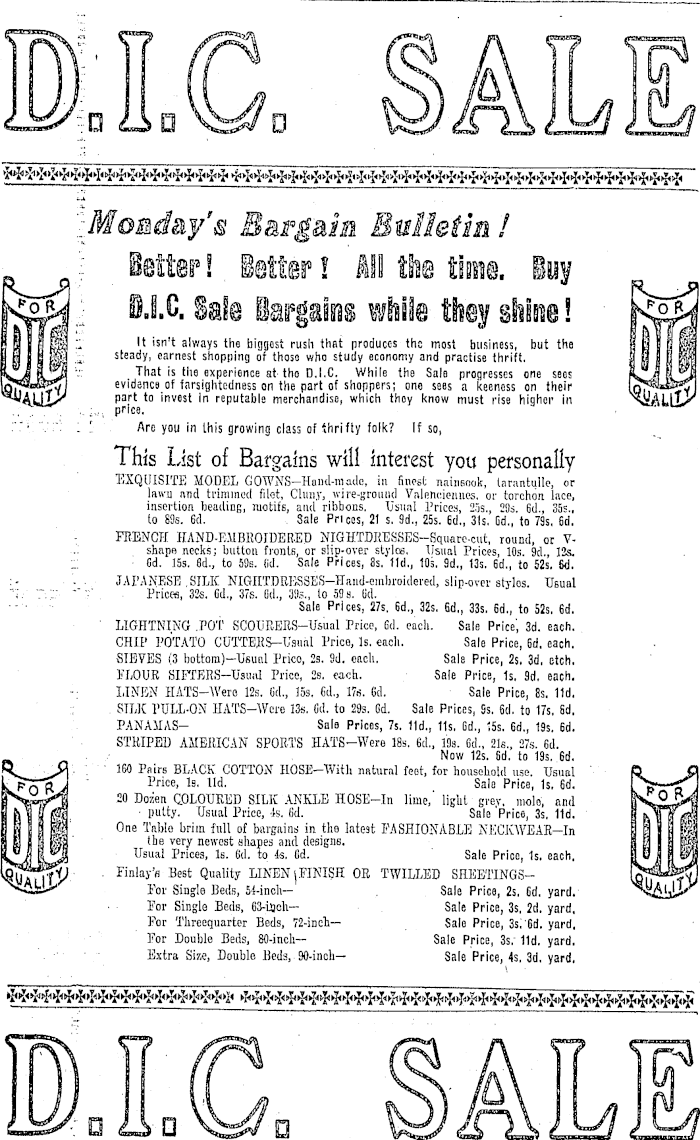 D.I.C. SALE
Monday's Bargain Bulletin!
Better! Better! All the time. Buy
D.I.C. Sale Bargains while they shine!
FOR
DIC
QUALITY
FOR
DIC
QUALITY
It isn't always the biggest rush that produces the most business, but the
steady, earnest shopping of those who study economy and practise thrift.
That is the experience at the D.I.C. While the Sale progresses one sees
evidence of farsightedness on the part of shoppers; one sees a keeness on their
part to invest in reputable merchandise, which they know must rise higher in
price.
Are you in this growing class of thrifty folk? If so,
This List of Bargains will interest you personally
EXQUISITE MODEL GOWNS—Hand-made, in finest nainsook, tarantulle, or
lawn and trimmed filet, Cluny, wire-ground Valenciennes, or torchon lace,
insertion beading, motifs, and ribbons. Usual Prices, 25s., 29s. 6d., 35s.,
to 89s. 6d. Sale Prices, 21 s. 9d., 25s. 6d., 31s. 6d., to 79s. 6d.
FRENCH HAND-EMBROIDERED NIGHTDRESSES—Square-cut, round, or V-
shape necks; button fronts, or slip-over styles. Usual Prices, 10s. 9d., 12s.
6d. 15s. 6d., to 59s. 6d. Sale Prices, 8s. 11d., 10s. 9d., 13s. 6d., to 52s. 6d.
JAPANESE SILK NIGHTDRESSES—Hand-embroidered, slip-over styles. Usual
Prices, 32s. 6d., 37s. 6d., 39s., to 59 s. 6d.
Sale Prices, 27s. 6d., 32s. 6d., 33s. 6d., to 52s. 6d.
LIGHTNING POT SCOURERS—Usual Price, 6d. each. Sale Price, 3d. each.
CHIP POTATO CUTTERS—Usual Price, 1s. each. Sale Price, 6d. each.
SIEVES (3 bottom)—Usual Price, 2s. 9d. each. Sale Price, 2s. 3d, etch.
FLOUR SIFTERS—Usual Price, 2s. each. Sale Price, 1s. 9d. each.
LINEN HATS—Were 12s. 6d., 15s. 6d., 17s. 6d. Sale Price, 8s. 11d.
SILK PULL-ON HATS—Were 13s. 6d. to 29s. 6d. Sale Prices, 5s. 6d. to 17s. 6d.
PANAMAS— Sale Prices, 7s. 11d., 11s. 6d., 15s. 6d., 19s. 6d.
STRIPED AMERICAN SPORTS HATS—Were 18s. 6d., 19s. 6d., 21s., 27s. 6d.
Now 12s. 6d. to 19s. 6d.
160 Pairs BLACK COTTON HOSE—With natural feet, for household use. Usual
Price, 1s. 11d. Sale Price, 1s. 6d.
20 Dozen COLOURED SILK ANKLE HOSE—In lime, light grey, mole, and
putty. Usual Price, 4s. 6d. Sale Price, 3s. 11d.
One Table brim full of bargains in the latest FASHIONABLE NECKWEAR—In
the very newest shapes and designs.
Usual Prices, 1s. 6d. to 4s. 6d. Sale Price, 1s. each.
FOR
DIC
QUALITY
FOR
DIC
QUALITY
Finlay's Best Quality LINEN FINISH OR TWILLED SHEETINGS—
For Single Beds, 54-inch— Sale Price, 2s. 6d. yard.
For Single Beds, 63-inch— Sale Price, 3s. 2d. yard.
For Threequarter Beds, 72-inch— Sale Price, 3s. 6d. yard.
For Double Beds, 80-inch— Sale Price, 3s. 11d. yard.
Extra Size, Double Beds, 90-inch— Sale Price, 4s. 3d. yard.
D.I.C. SALE